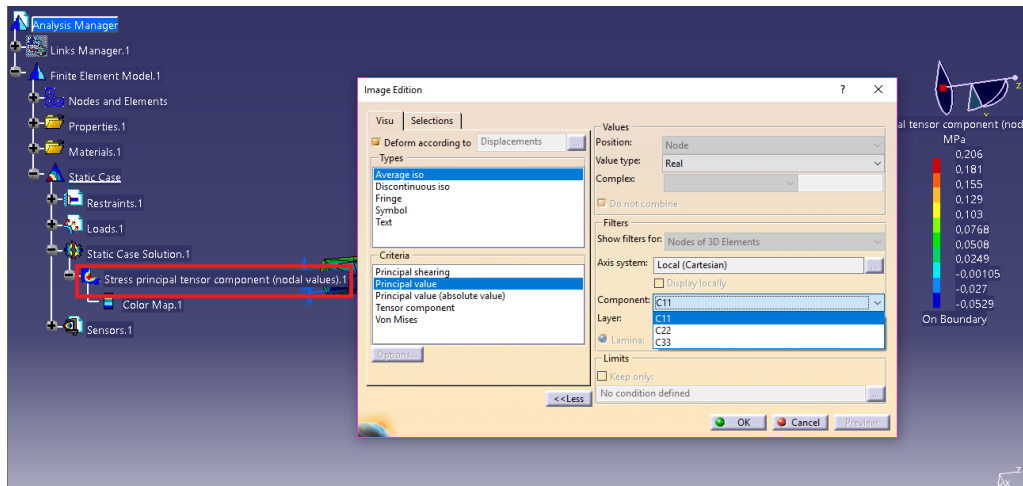 Analysis Manager
Links Manager.1
Finite Element Model.1
Nodes and Elements
Properties.1
Materials.1
Static Case
Restraints.1
Loads.1
Static Case Solution.1
Stress principal tensor component (nodal values).1
Color Map.1
Sensors.1
Image Edition
? ×
Visu
Selections
Deform according to
Displacements
...
Types
Average iso
Discontinuous iso
Fringe
Symbol
Text
Criteria
Principal shearing
Principal value
Principal value (absolute value)
Tensor component
Von Mises
Options...
<<Less
Values
Position:
Node
Value type:
Real
Complex:
Do not combine
Filters
Show filters for:
Nodes of 3D Elements
Axis system:
Local (Cartesian)
...
Display locally
Component:
C11
Layer:
C11
C22
C33
Lamina:
Limits
Keep only:
No condition defined
...
OK
Cancel
Preview
z
y
al tensor component (nod
MPa
0,206
0,181
0,155
0,129
0,103
0,0768
0,0508
0,0249
-0,00105
-0,027
-0,0529
On Boundary
z
x